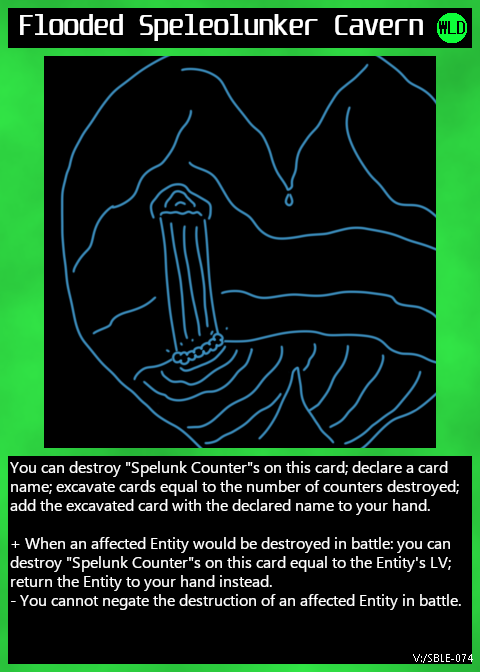 Flooded Speleolunker Cavern WLD
You can destroy "Spelunk Counter"s on this card; declare a card
name; excavate cards equal to the number of counters destroyed;
add the excavated card with the declared name to your hand.
+ When an affected Entity would be destroyed in battle: you can
destroy "Spelunk Counter"s on this card equal to the Entity's LV;
return the Entity to your hand instead.
- You cannot negate the destruction of an affected Entity in battle.
V:/SBLE-074